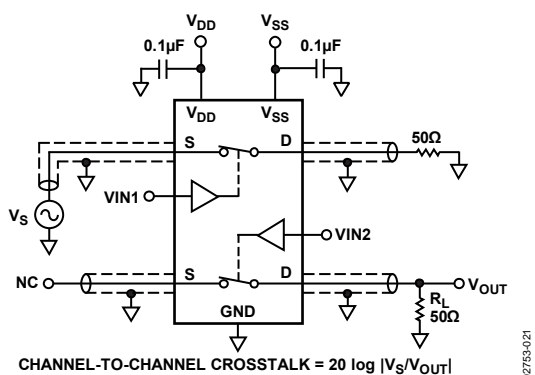 VDD VSS
0.1µF 0.1µF
VDD VSS
S D 50Ω
VIN1
VS
VIN2
NC S D VOUT
GND RL
50Ω
CHANNEL-TO-CHANNEL CROSSTALK = 20 log |VS/VOUT|
02753-021